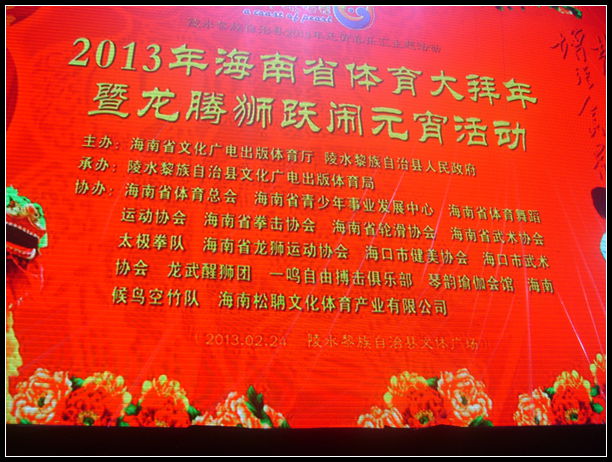 a coast of pearl
2013年海南省体育大拜年
暨龙腾狮跃闹元宵活动
主办：海南省文化广电出版体育厅 陵水黎族自治县人民政府
承办：陵水黎族自治县文化广电出版体育局
协办：海南省体育总会 海南省青少年事业发展中心 海南省体育舞蹈
运动协会 海南省拳击协会 海南省轮滑协会 海南省武术协会
太极拳队 海南省龙狮运动协会 海口市健美协会 海口市武术
协会 龙武醒狮团 一鸣自由搏击俱乐部 琴韵瑜伽会馆 海南
候鸟空竹队 海南松聃文化体育产业有限公司
（2013.02.24 陵水黎族自治县文体广场）